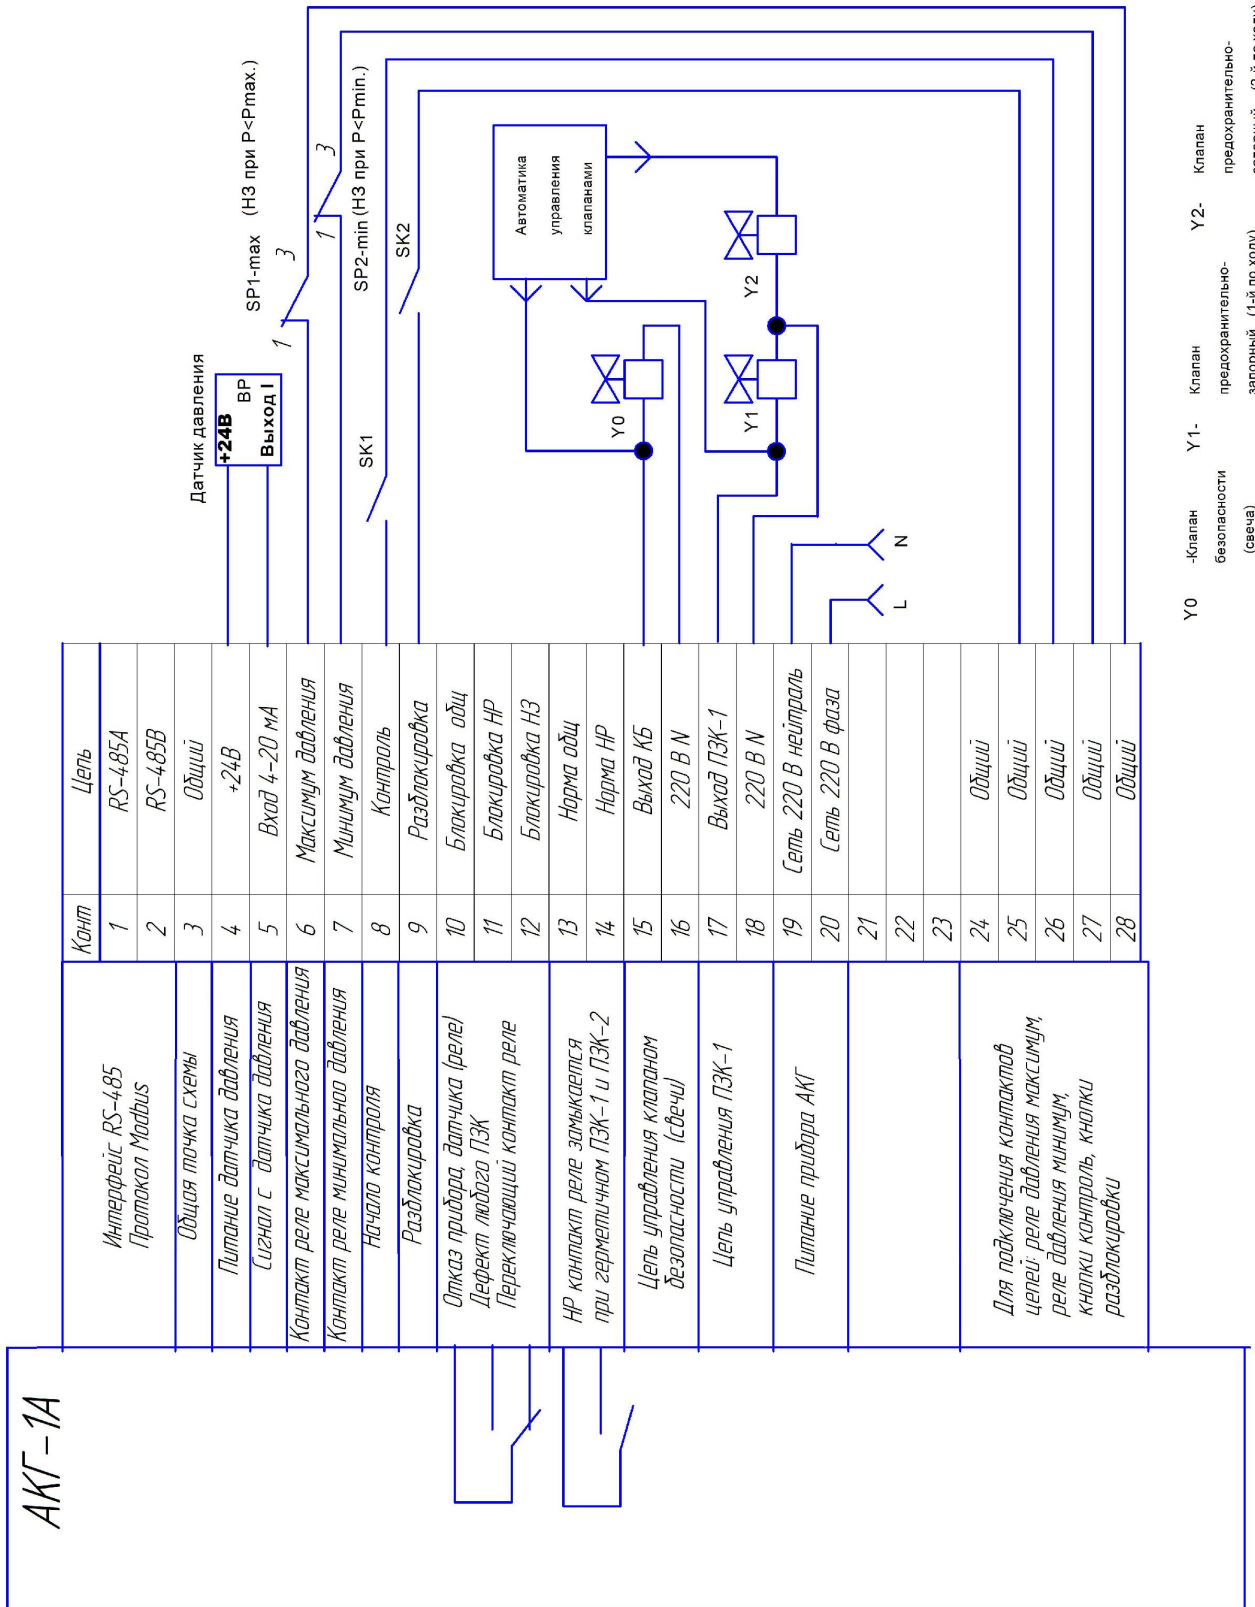 АКГ-1А
Конт
Цепь
Интерфейс RS-485
Протокол Modbus
1
RS-485A
2
RS-485B
Общая точка схемы
3
Общий
Питание датчика давления
4
+24В
Сигнал с датчика давления
5
Вход 4-20 мА
Контакт реле максимального давления
6
Максимум давления
Контакт реле минимальноо давления
7
Минимум давления
Начало контроля
8
Контроль
Разблокировка
9
Разблокировка
Отказ прибора, датчика (реле)
Дефект любого ПЗК
Переключающий контакт реле
10
Блокировка общ
11
Блокировка НР
12
Блокировка НЗ
НР контакт реле замыкается
при герметичном ПЗК-1 и ПЗК-2
13
Норма общ
14
Норма НР
Цепь управления клапаном
безопасности (свечи)
15
Выход КБ
16
220 В N
Цепь управления ПЗК-1
17
Выход ПЗК-1
18
220 В N
Питание прибора АКГ
19
Сеть 220 В нейтраль
20
Сеть 220 В фаза
21
22
23
Для подключения контактов
цепей: реле давления максимум,
реле давления минимум,
кнопки контроль, кнопки
разблокировки
24
Общий
25
Общий
26
Общий
27
Общий
28
Общий
Датчик давления
+24В
ВР
Выход I
SP1-max (НЗ при P<Pmax.)
1
3
1
3
SP2-min (НЗ при P<Pmin.)
SK1
SK2
Автоматика
управления
клапанами
Y0
Y1
Y2
L
N
Y0 -Клапан
безопасности
(свеча)
Y1- Клапан
предохранительно-
запорный (1-й по ходу)
Y2- Клапан
предохранительно-